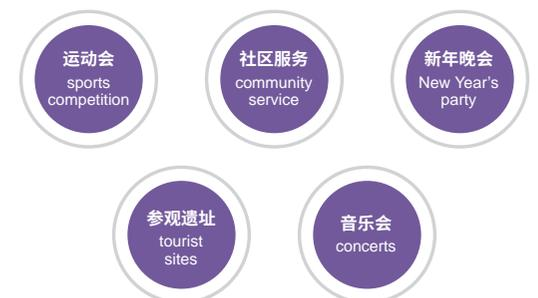 运动会
sports
competition
社区服务
community
service
新年晚会
New Year’s
party
参观遗址
tourist
sites
音乐会
concerts